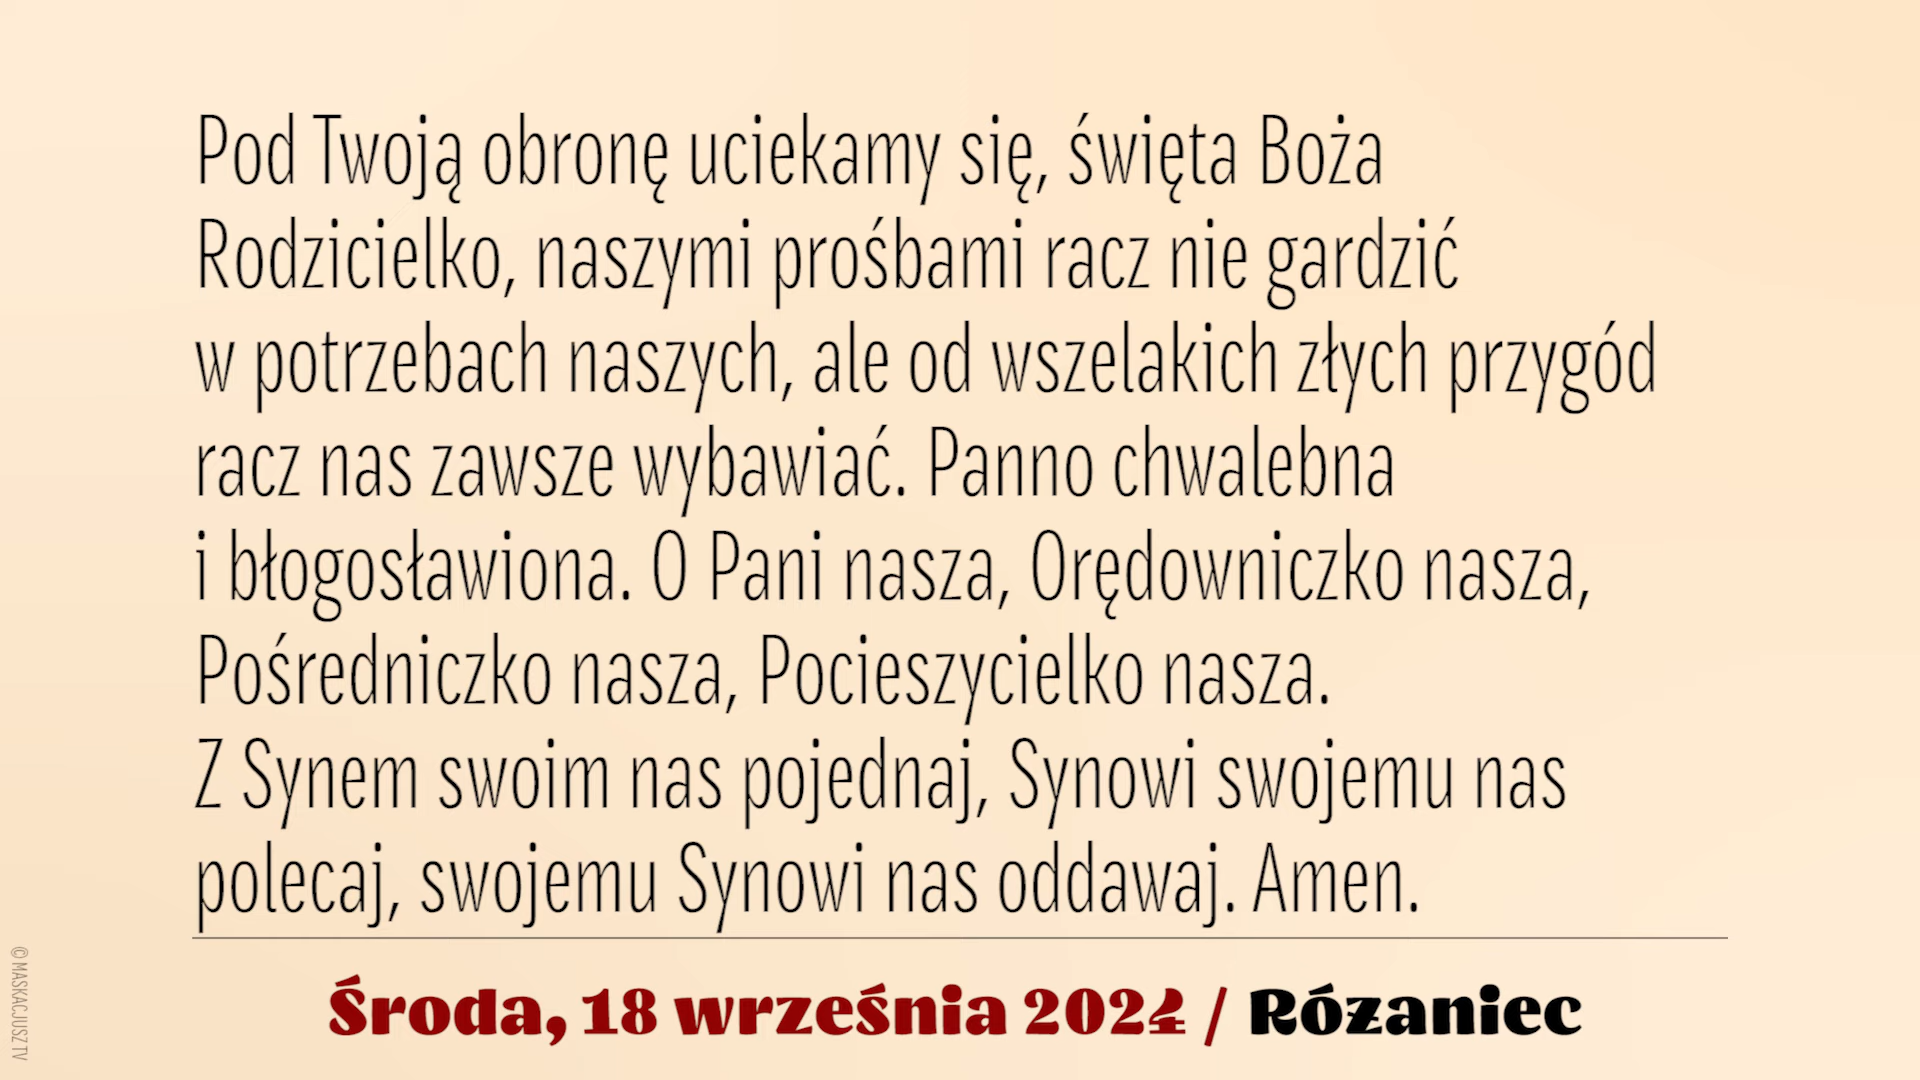 Pod Twoją obronę uciekamy się, święta Boża
Rodzicielko, naszymi prośbami racz nie gardzić
w potrzebach naszych, ale od wszelakich złych przygód
racz nas zawsze wybawiać. Panno chwalebna
i błogosławiona. O Pani nasza, Orędowniczko nasza,
Pośredniczko nasza, Pocieszycielko nasza.
Z Synem swoim nas pojednaj, Synowi swojemu nas
polecaj, swojemu Synowi nas oddawaj. Amen.
Środa, 18 września 2024 / Różaniec
© MASKACJUSZ TV